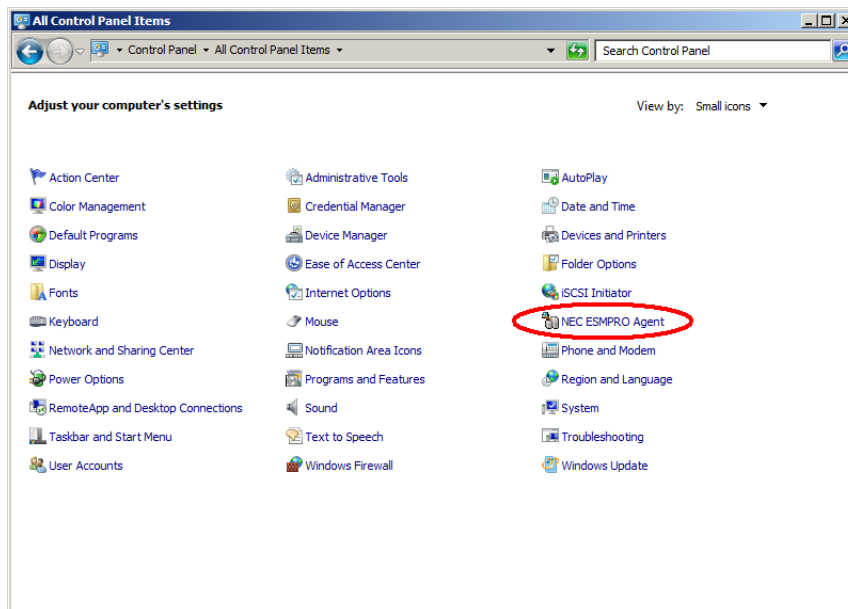 All Control Panel Items
Control Panel All Control Panel Items Search Control Panel
Adjust your computer's settings View by: Small icons
Action Center Administrative Tools AutoPlay
Color Management Credential Manager Date and Time
Default Programs Device Manager Devices and Printers
Display Ease of Access Center Folder Options
Fonts Internet Options iSCSI Initiator
Keyboard Mouse NEC ESMPRO Agent
Network and Sharing Center Notification Area Icons Phone and Modem
Power Options Programs and Features Region and Language
RemoteApp and Desktop Connections Sound System
Taskbar and Start Menu Text to Speech Troubleshooting
User Accounts Windows Firewall Windows Update